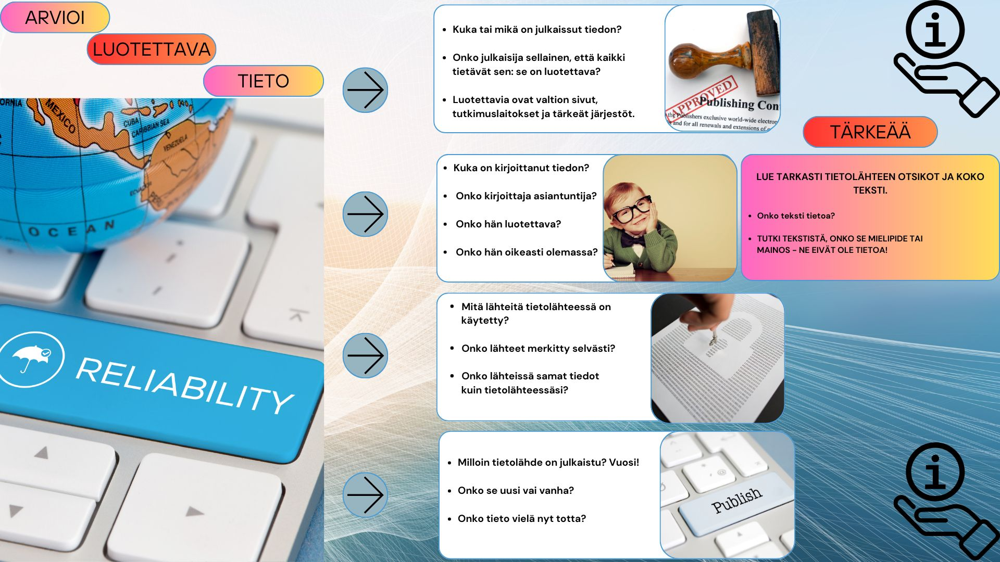 ARVIOI
LUOTETTAVA
TIETO
CALIFORNIA
MEXICO
CUBA
CARIBBEAN SEA
VENEZUELA
ECUADOR
PERU
OCEAN
RELIABILITY
• Kuka tai mikä on julkaissut tiedon?
• Onko julkaisija sellainen, että kaikki
tietävät sen: se on luotettava?
• Luotettavia ovat valtion sivut,
tutkimuslaitokset ja tärkeät järjestöt.
APPROVED
Publishing Con
the Publishers exclusive world-wide electron
and for all renewals and extensions of
• Kuka on kirjoittanut tiedon?
• Onko kirjoittaja asiantuntija?
• Onko hän luotettava?
• Onko hän oikeasti olemassa?
TÄRKEÄÄ
LUE TARKASTI TIETOLÄHTEEN OTSIKOT JA KOKO
TEKSTI.
• Onko teksti tietoa?
• TUTKI TEKSTISTÄ, ONKO SE MIELIPIDE TAI
MAINOS - NE EIVÄT OLE TIETOA!
• Mitä lähteitä tietolähteessä on
käytetty?
• Onko lähteet merkitty selvästi?
• Onko lähteissä samat tiedot
kuin tietolähteessäsi?
• Milloin tietolähde on julkaistu? Vuosi!
• Onko se uusi vai vanha?
• Onko tieto vielä nyt totta?
Publish